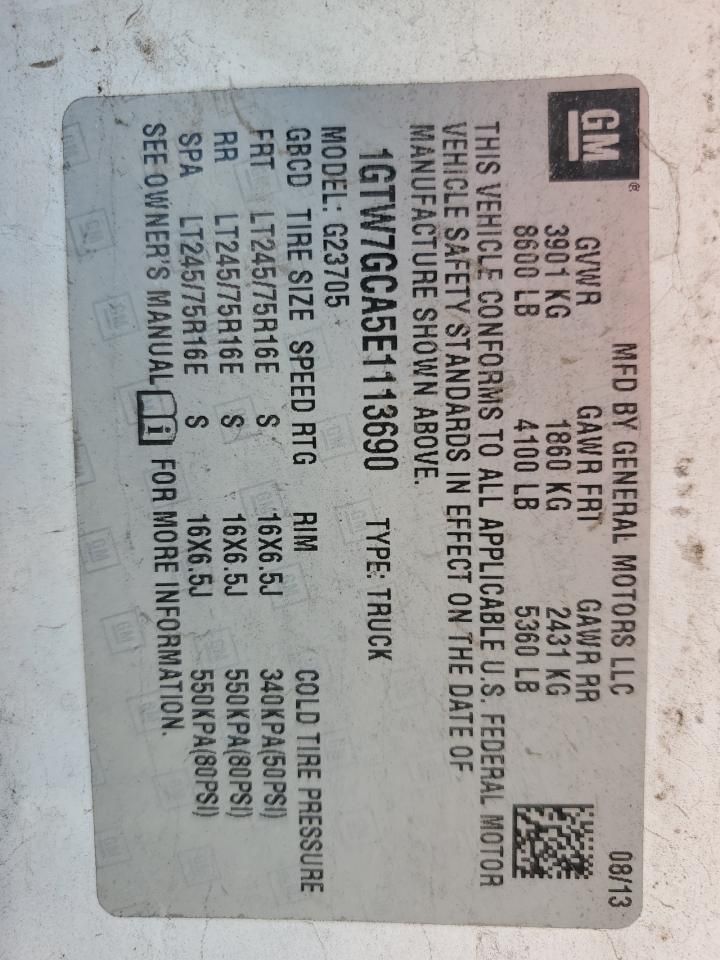 GM
MFD BY GENERAL MOTORS LLC 08/13
GVWR GAWR FRT GAWR RR
3901 KG 1860 KG 2431 KG
8600 LB 4100 LB 5360 LB
THIS VEHICLE CONFORMS TO ALL APPLICABLE U.S. FEDERAL MOTOR
VEHICLE SAFETY STANDARDS IN EFFECT ON THE DATE OF
MANUFACTURE SHOWN ABOVE.
1GTW7GCA5E1113690 TYPE: TRUCK
MODEL: G23705
GBCD TIRE SIZE SPEED RTG RIM COLD TIRE PRESSURE
FRT LT245/75R16E S 16X6.5J 340KPA(50PSI)
RR LT245/75R16E S 16X6.5J 550KPA(80PSI)
SPA LT245/75R16E S 16X6.5J 550KPA(80PSI)
SEE OWNER'S MANUAL i FOR MORE INFORMATION.